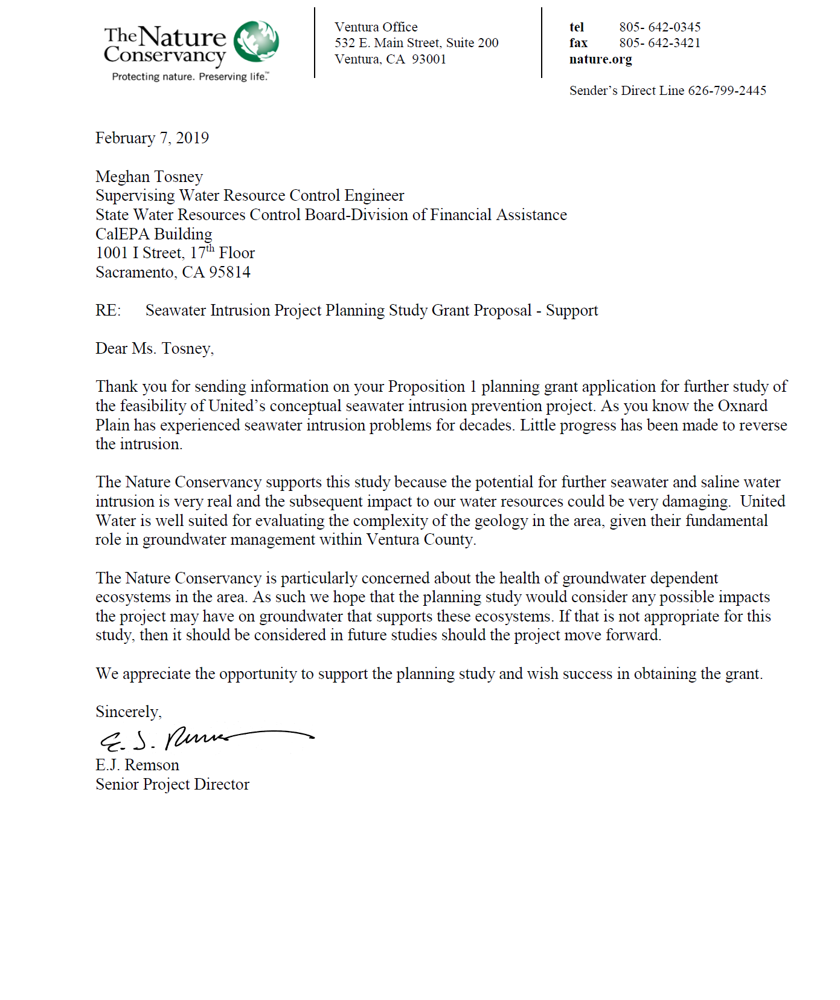 The Nature
Conservancy
Protecting nature. Preserving life.™
Ventura Office
532 E. Main Street, Suite 200
Ventura, CA  93001
tel 805- 642-0345
fax 805- 642-3421
nature.org
Sender’s Direct Line 626-799-2445
February 7, 2019
Meghan Tosney
Supervising Water Resource Control Engineer
State Water Resources Control Board-Division of Financial Assistance
CalEPA Building
1001 I Street, 17th Floor
Sacramento, CA 95814
RE: Seawater Intrusion Project Planning Study Grant Proposal - Support
Dear Ms. Tosney,
Thank you for sending information on your Proposition 1 planning grant application for further study of
the feasibility of United’s conceptual seawater intrusion prevention project. As you know the Oxnard
Plain has experienced seawater intrusion problems for decades. Little progress has been made to reverse
the intrusion.
The Nature Conservancy supports this study because the potential for further seawater and saline water
intrusion is very real and the subsequent impact to our water resources could be very damaging.  United
Water is well suited for evaluating the complexity of the geology in the area, given their fundamental
role in groundwater management within Ventura County.
The Nature Conservancy is particularly concerned about the health of groundwater dependent
ecosystems in the area. As such we hope that the planning study would consider any possible impacts
the project may have on groundwater that supports these ecosystems. If that is not appropriate for this
study, then it should be considered in future studies should the project move forward.
We appreciate the opportunity to support the planning study and wish success in obtaining the grant.
Sincerely,
E. J. Remson
E.J. Remson
Senior Project Director